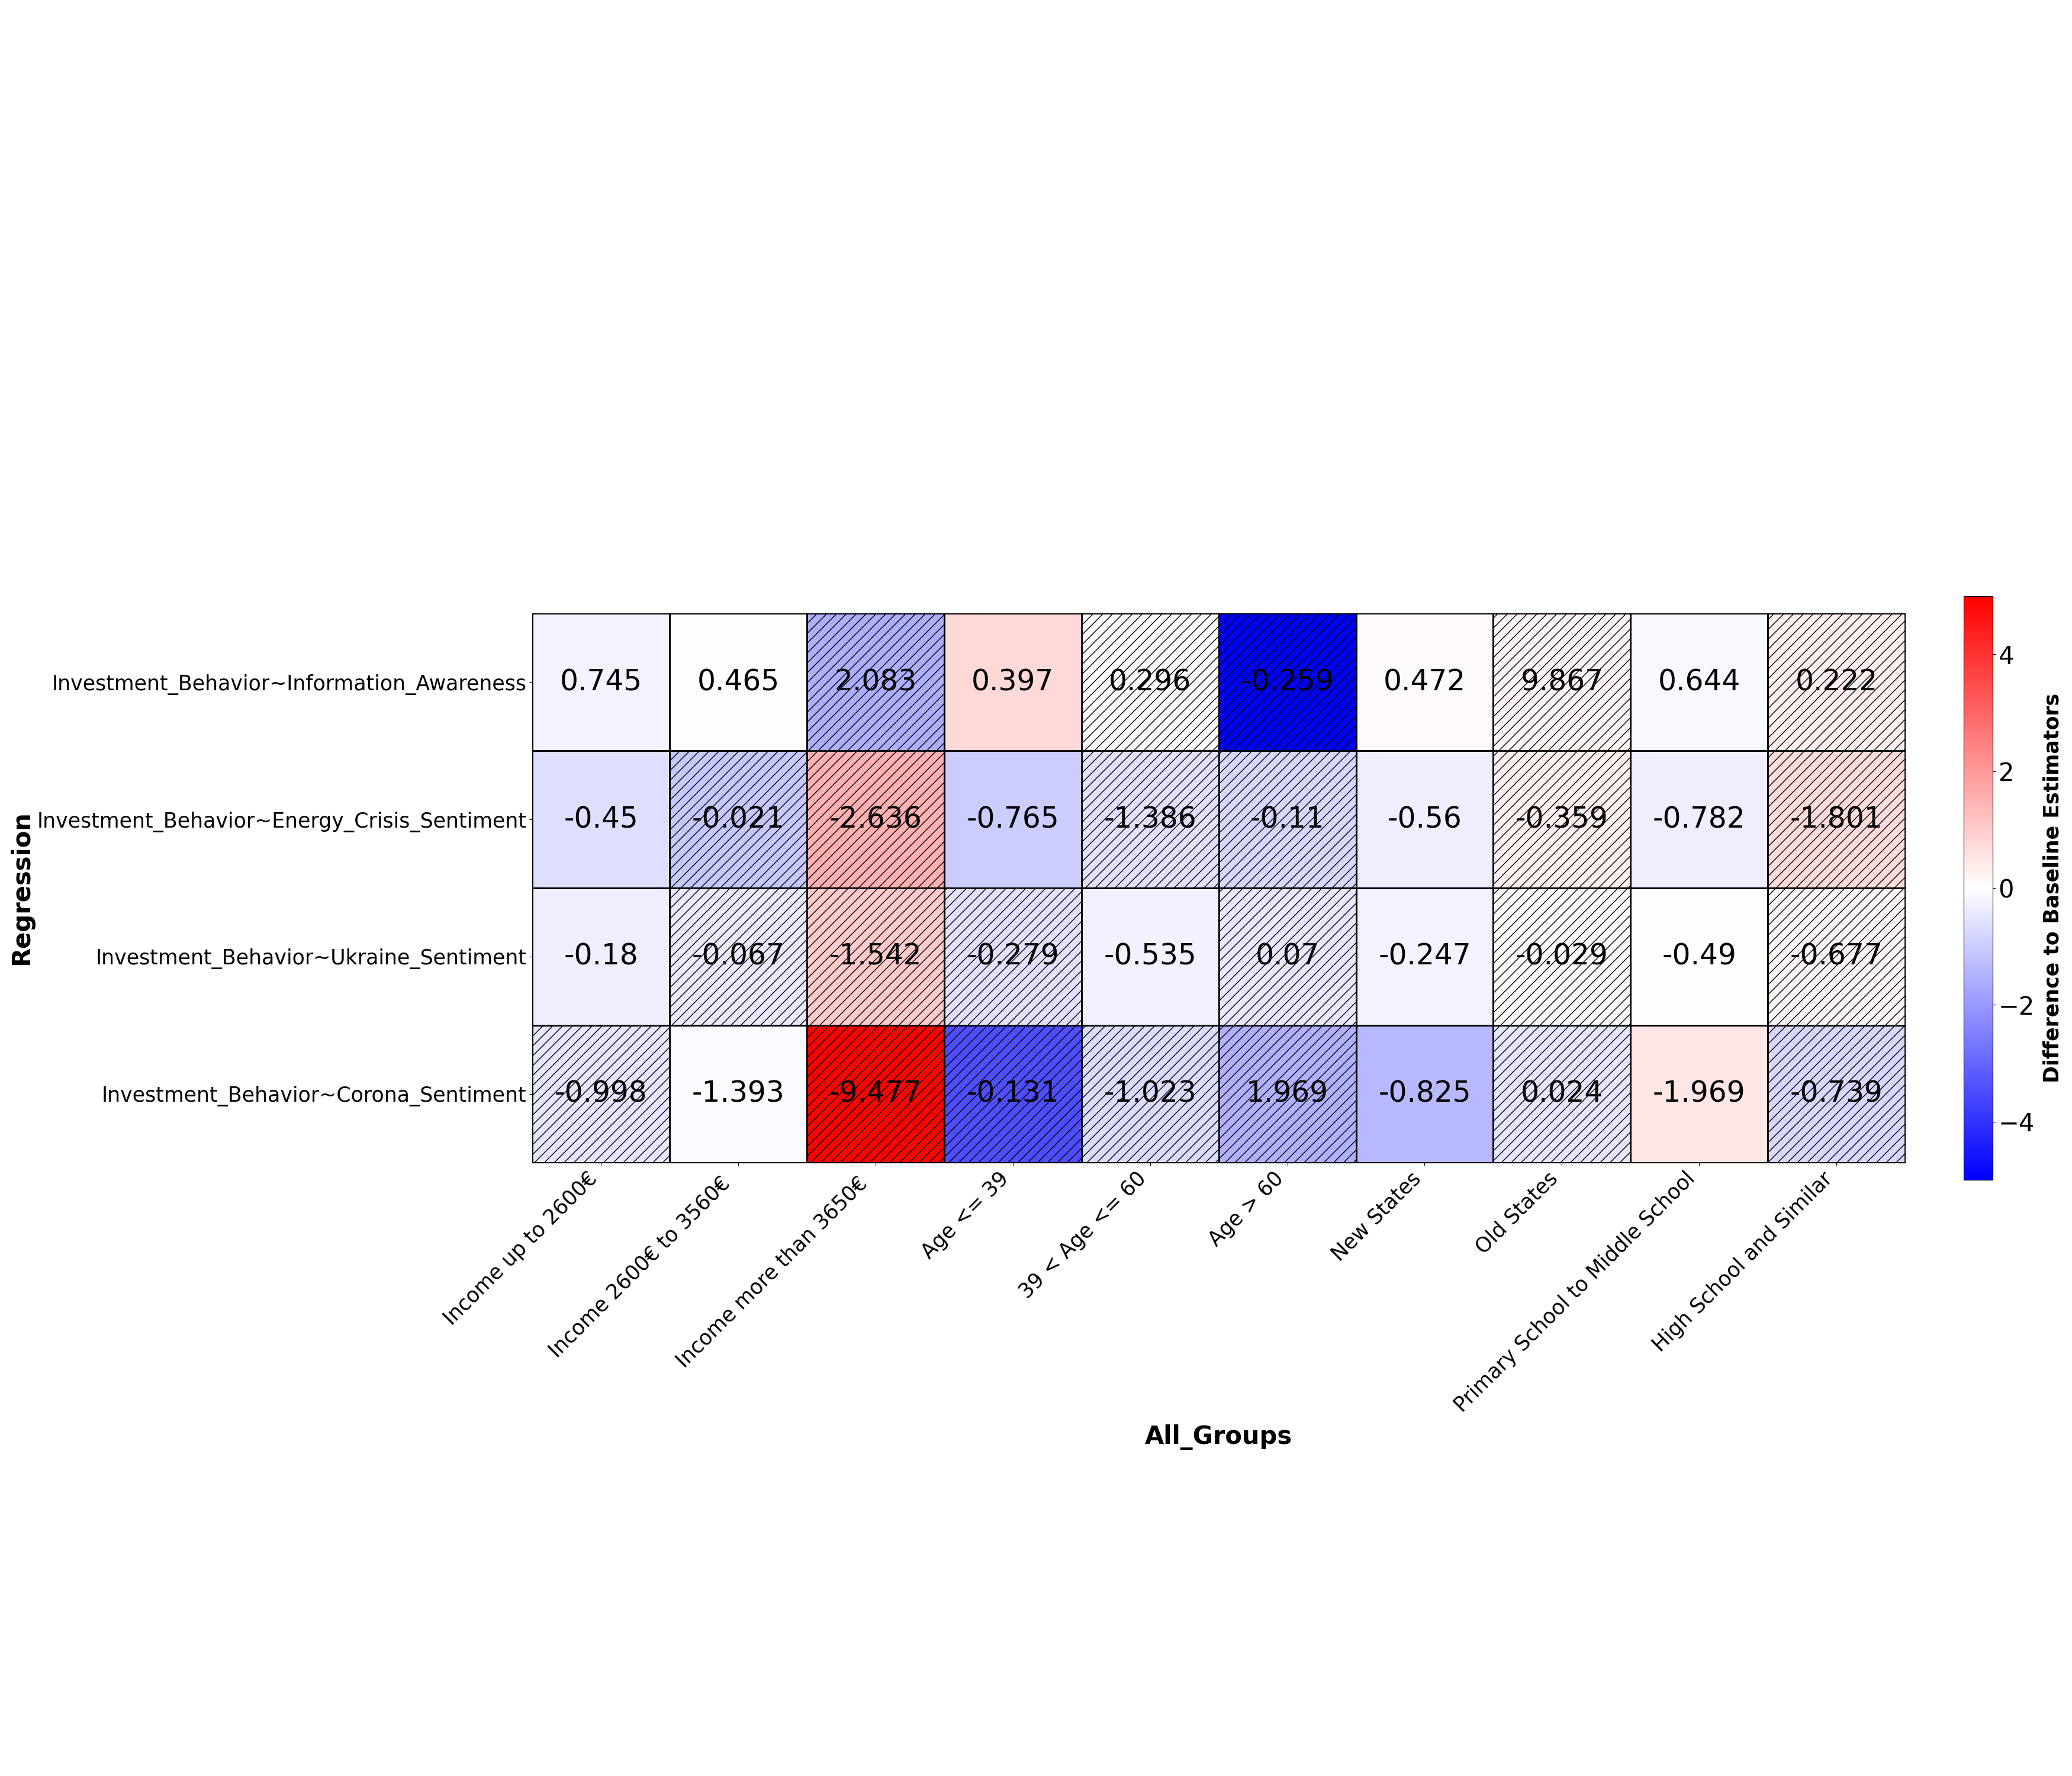 Investment_Behavior~Information_Awareness 0.745 0.465 2.083 0.397 0.296 -0.259 0.472 9.867 0.644 0.222
Investment_Behavior~Energy_Crisis_Sentiment -0.45 -0.021 -2.636 -0.765 -1.386 -0.11 -0.56 -0.359 -0.782 -1.801
Investment_Behavior~Ukraine_Sentiment -0.18 -0.067 -1.542 -0.279 -0.535 0.07 -0.247 -0.029 -0.49 -0.677
Investment_Behavior~Corona_Sentiment -0.998 -1.393 -9.477 -0.131 -1.023 1.969 -0.825 0.024 -1.969 -0.739
Regression
Income up to 2600€
Income 2600€ to 3560€
Income more than 3650€
Age <= 39
39 < Age <= 60
Age > 60
New States
Old States
Primary School to Middle School
High School and Similar
All_Groups
4
2
0
−2
−4
Difference to Baseline Estimators